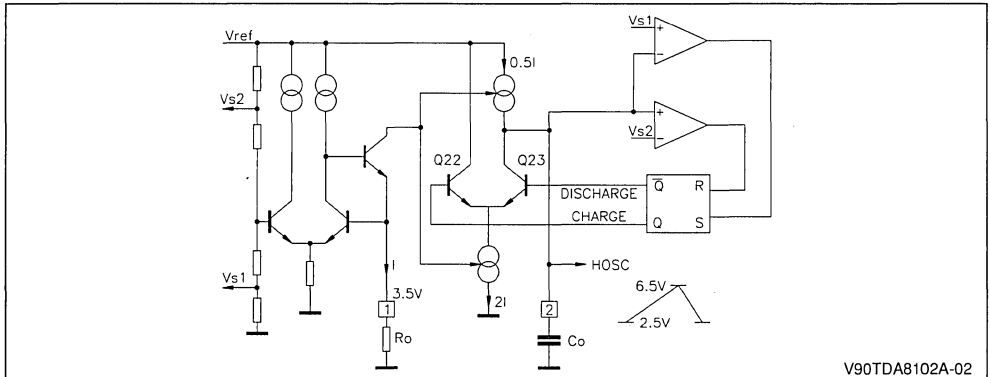 Vref
Vs1
+
−
0.5I
Vs2
+
Vs2
−
Q22
Q23
DISCHARGE
Q̅
R
CHARGE
Q
S
HOSC
Vs1
I
3.5V
6.5V
1
2I
2
2.5V
Ro
Co
V90TDA8102A-02